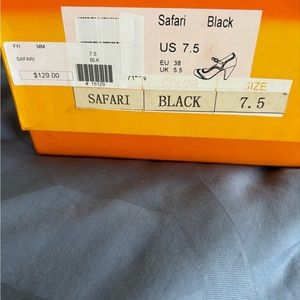 Safari Black
US 7.5
EU 38
UK 5.5
FH MM
SAFARI
$129.00
7.5
BLK
SIZE
SAFARI BLACK 7.5